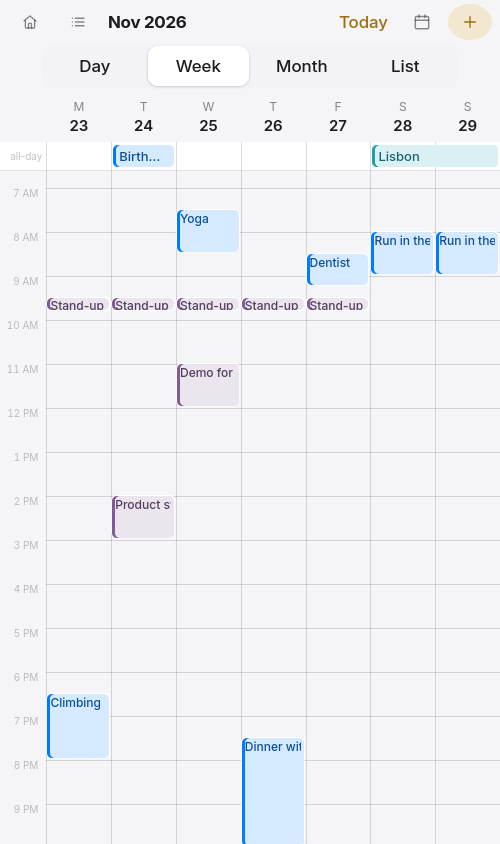 Nov 2026
Today
Day
Week
Month
List
M
T
W
T
F
S
S
23
24
25
26
27
28
29
all-day
Birth...
Lisbon
7 AM
Yoga
8 AM
Run in the
Run in the
Dentist
9 AM
Stand-up
Stand-up
Stand-up
Stand-up
Stand-up
10 AM
11 AM
Demo for
12 PM
1 PM
2 PM
Product s
3 PM
4 PM
5 PM
6 PM
Climbing
7 PM
Dinner wit
8 PM
9 PM